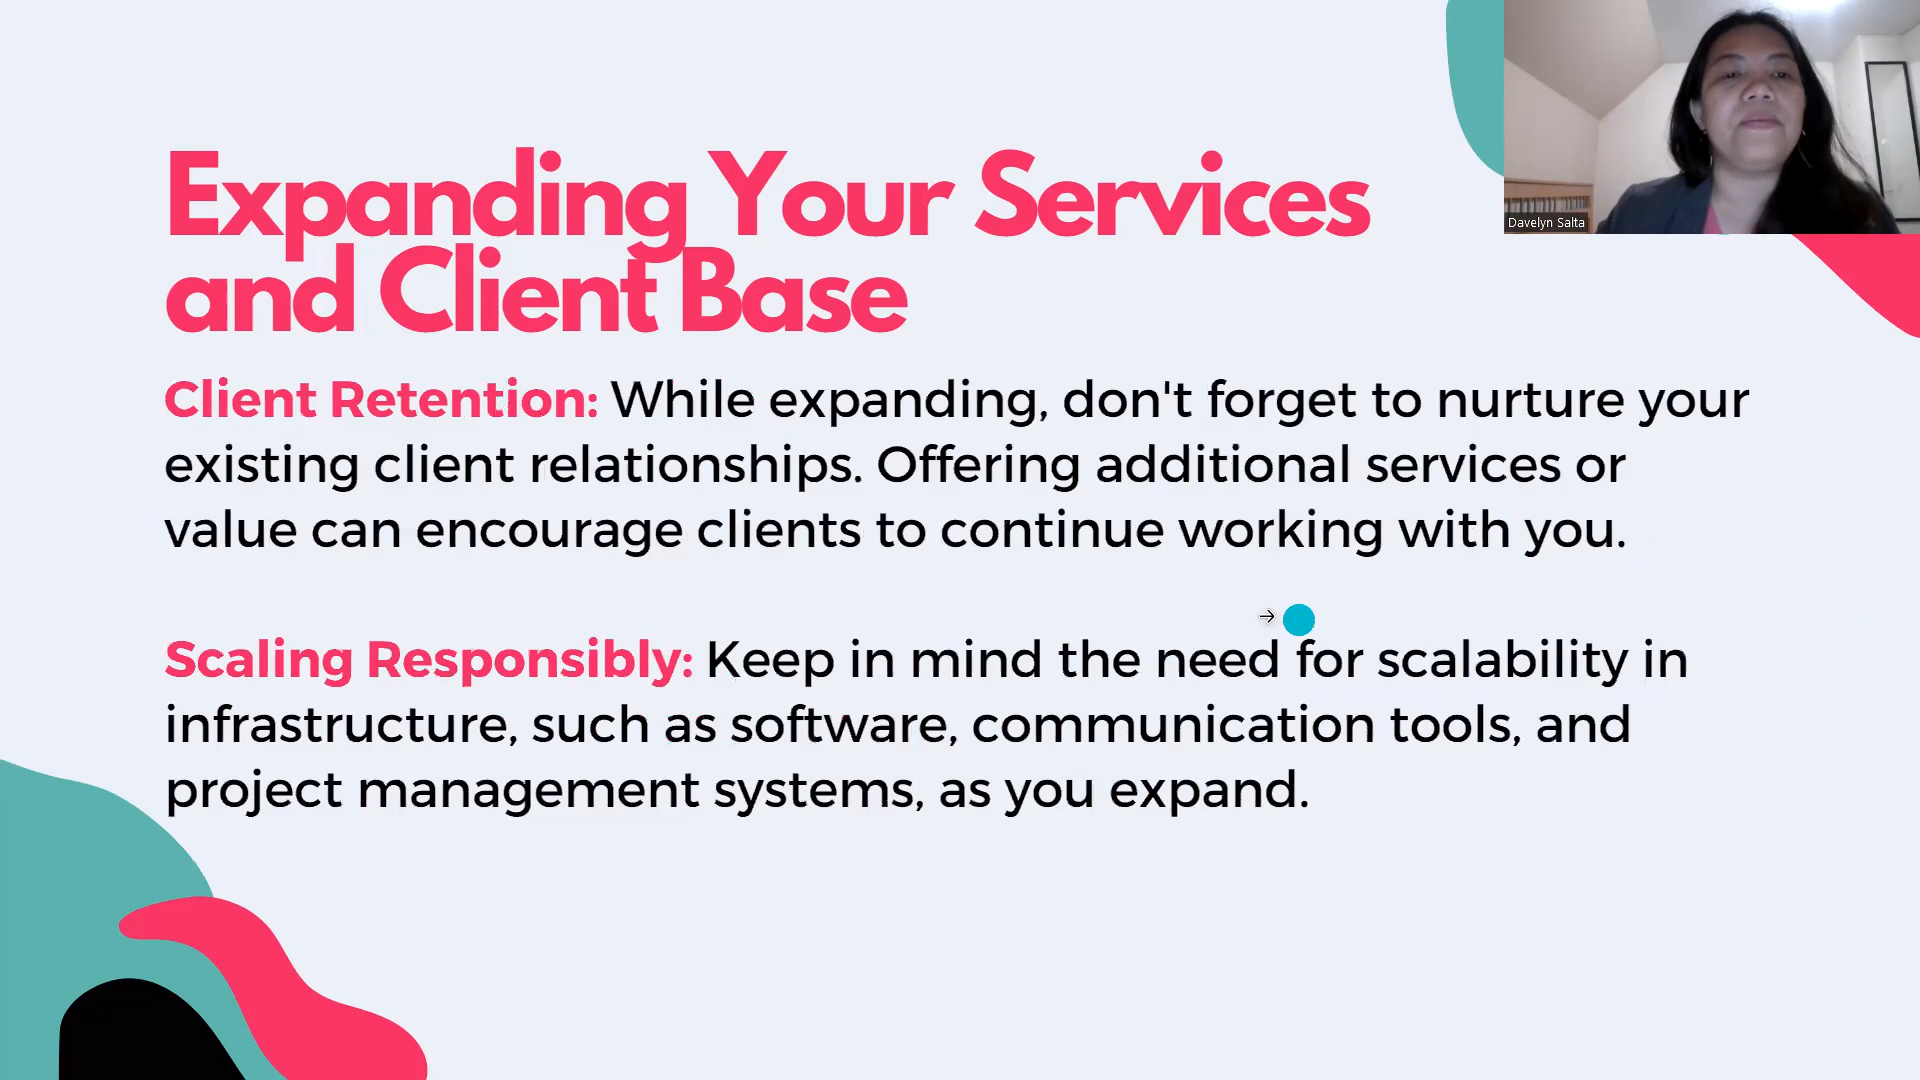 Expanding Your Services
and Client Base
Client Retention: While expanding, don't forget to nurture your
existing client relationships. Offering additional services or
value can encourage clients to continue working with you.
Scaling Responsibly: Keep in mind the need for scalability in
infrastructure, such as software, communication tools, and
project management systems, as you expand.
Davelyn Salta